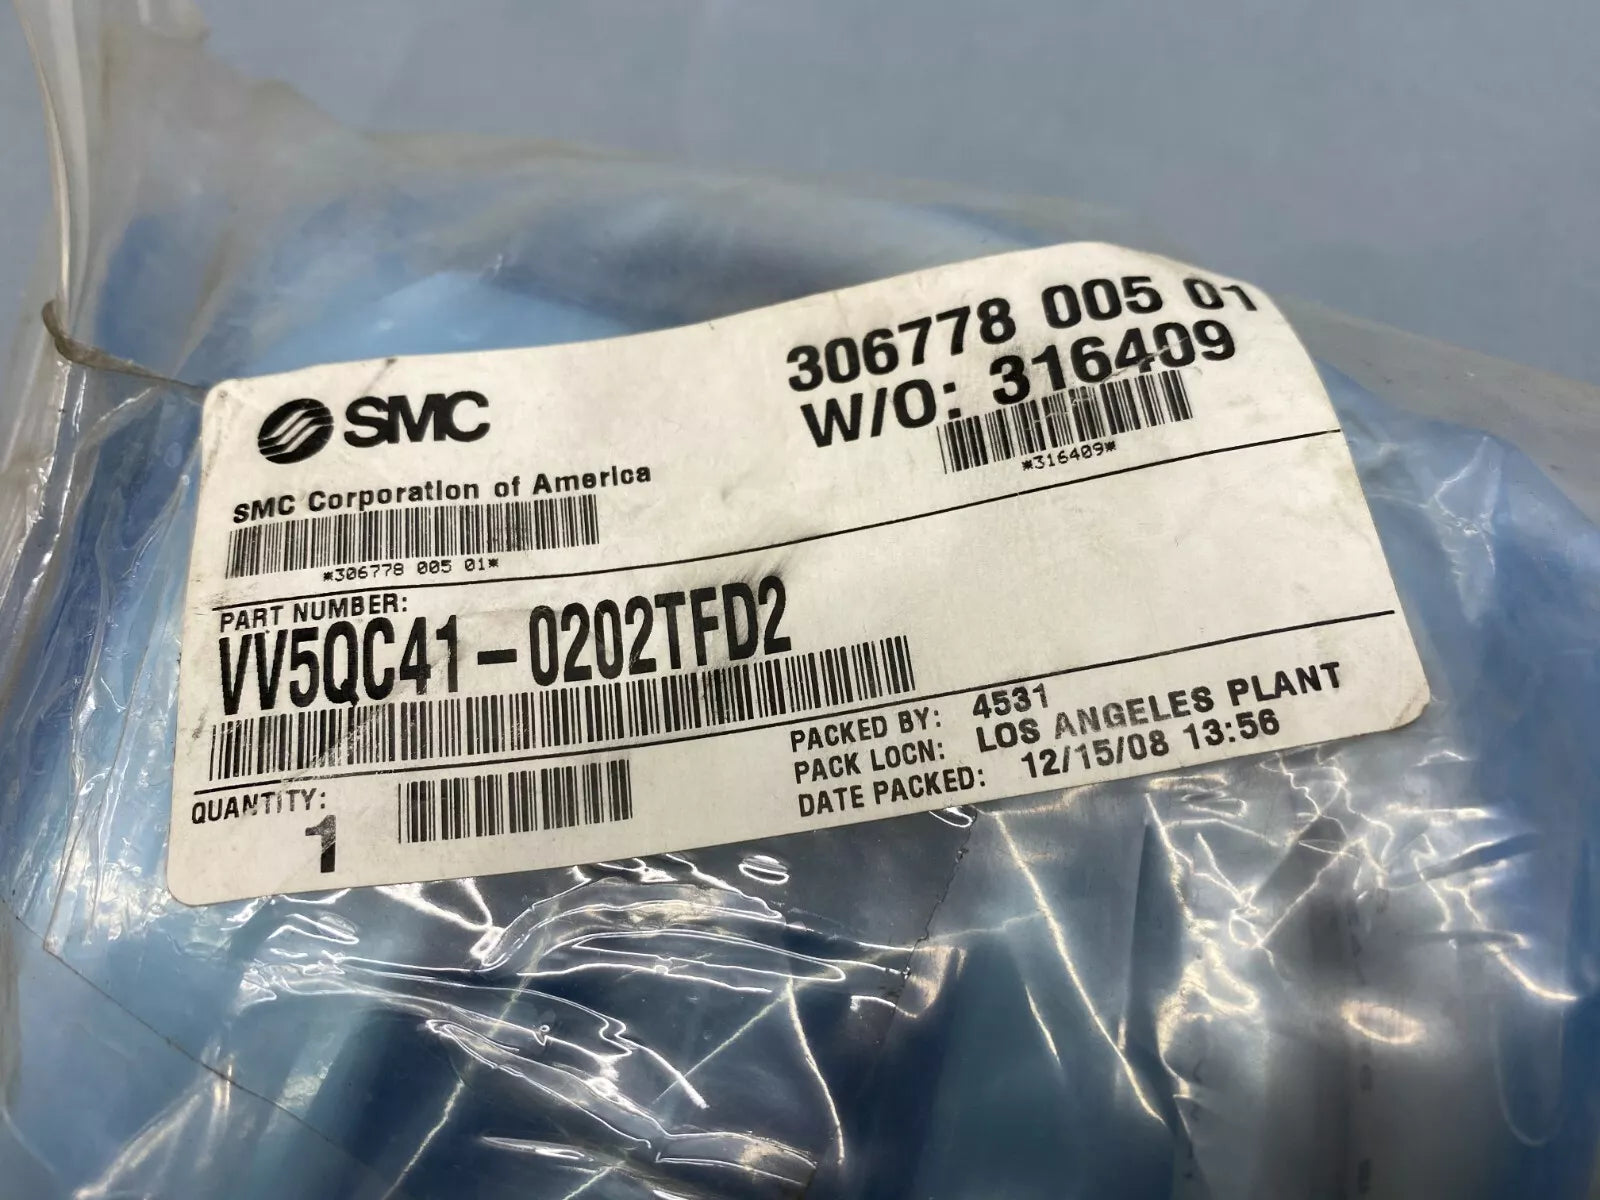 SMC
306778 005 01
W/O: 316409
*316409*
SMC Corporation of America
*306778 005 01*
PART NUMBER:
VV5QC41-0202TFD2
QUANTITY:
1
PACKED BY: 4531
PACK LOCN: LOS ANGELES PLANT
DATE PACKED: 12/15/08 13:56